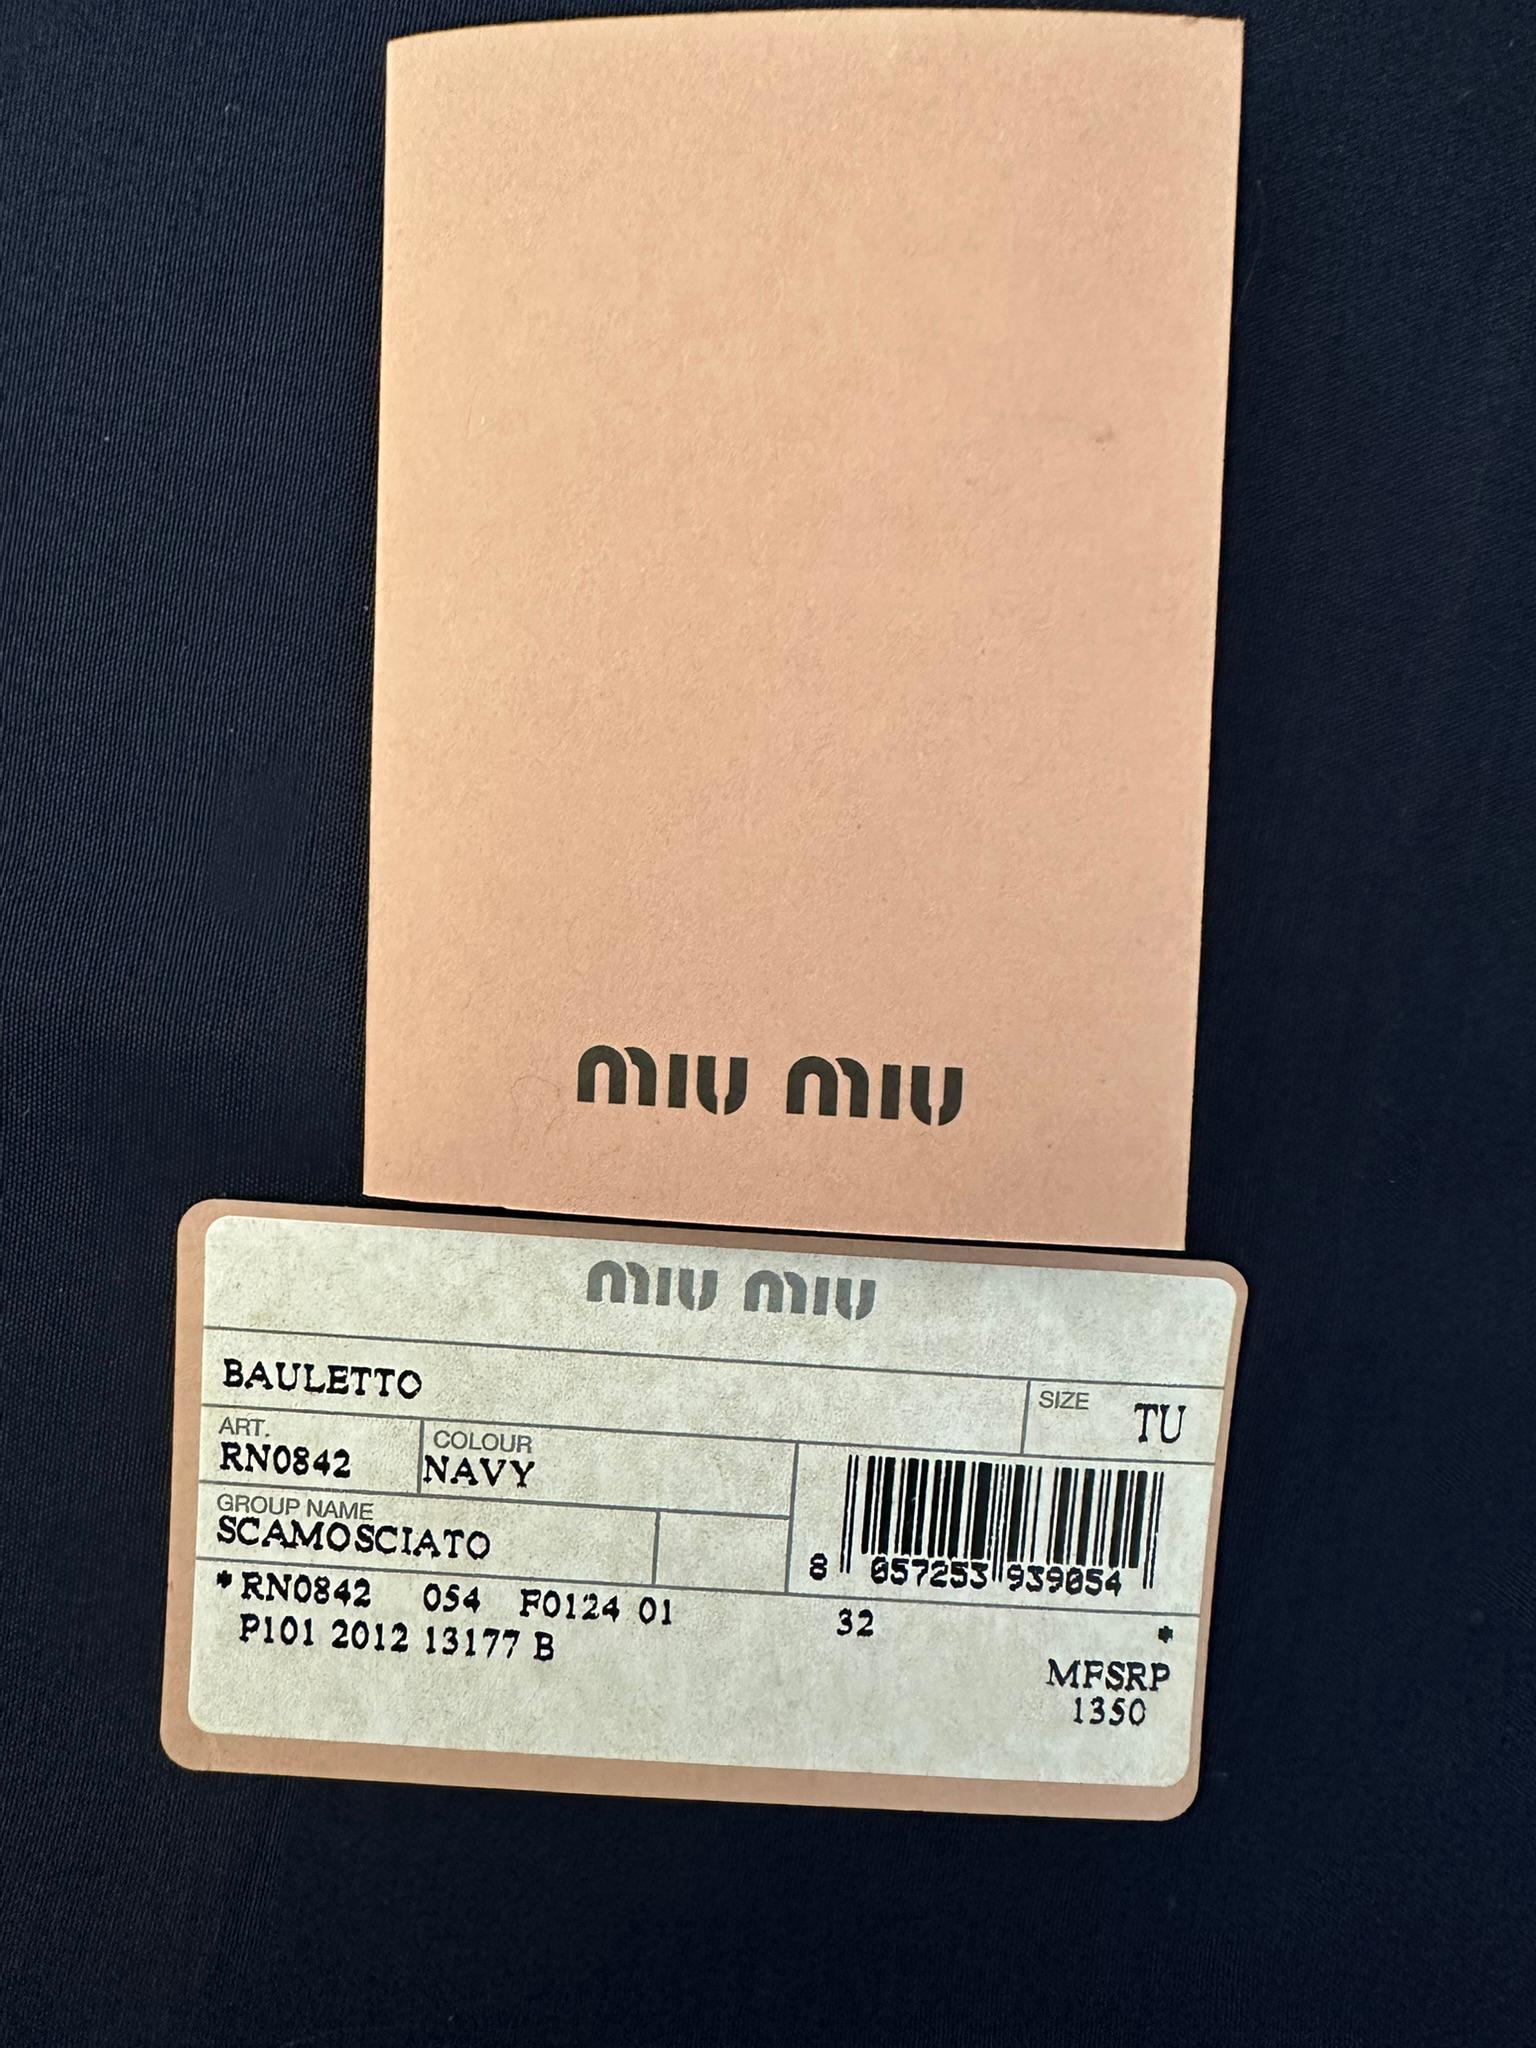 miu miu
miu miu
BAULETTO
SIZE TU
ART.
RN0842
COLOUR
NAVY
GROUP NAME
SCAMOSCIATO
8 057253 939054
*RN0842 054 F0124 01 32 *
P101 2012 13177 B
MFSRP
1350